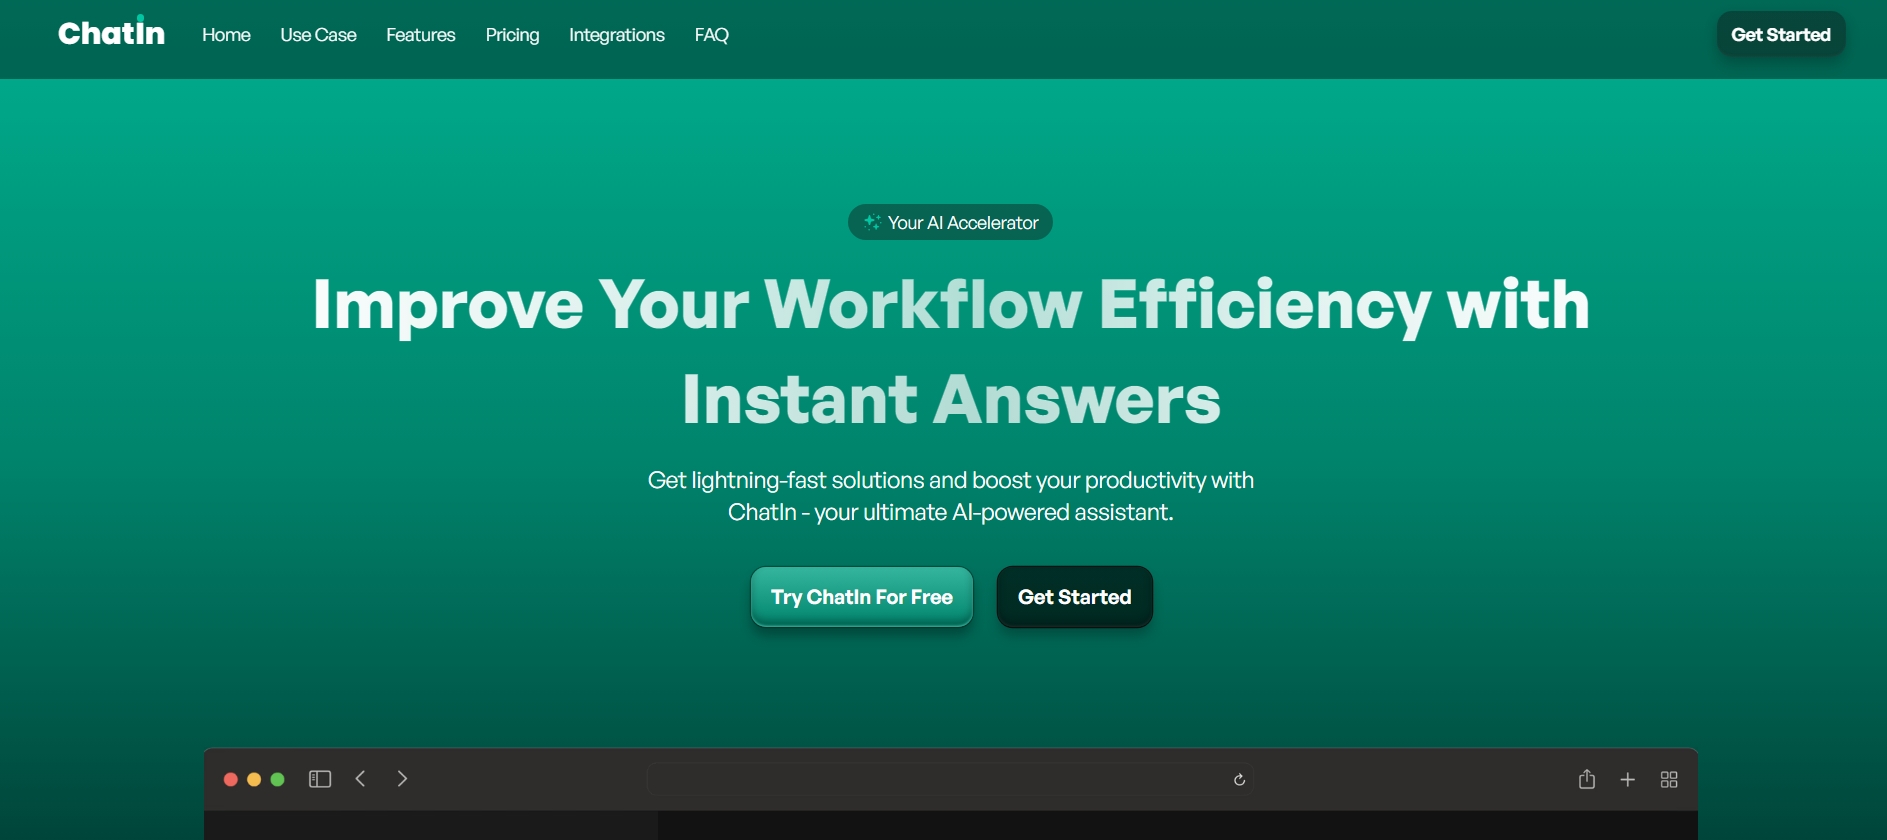 ChatIn
Home Use Case Features Pricing Integrations FAQ
Get Started
Your AI Accelerator
Improve Your Workflow Efficiency with
Instant Answers
Get lightning-fast solutions and boost your productivity with
ChatIn - your ultimate AI-powered assistant.
Try ChatIn For Free
Get Started